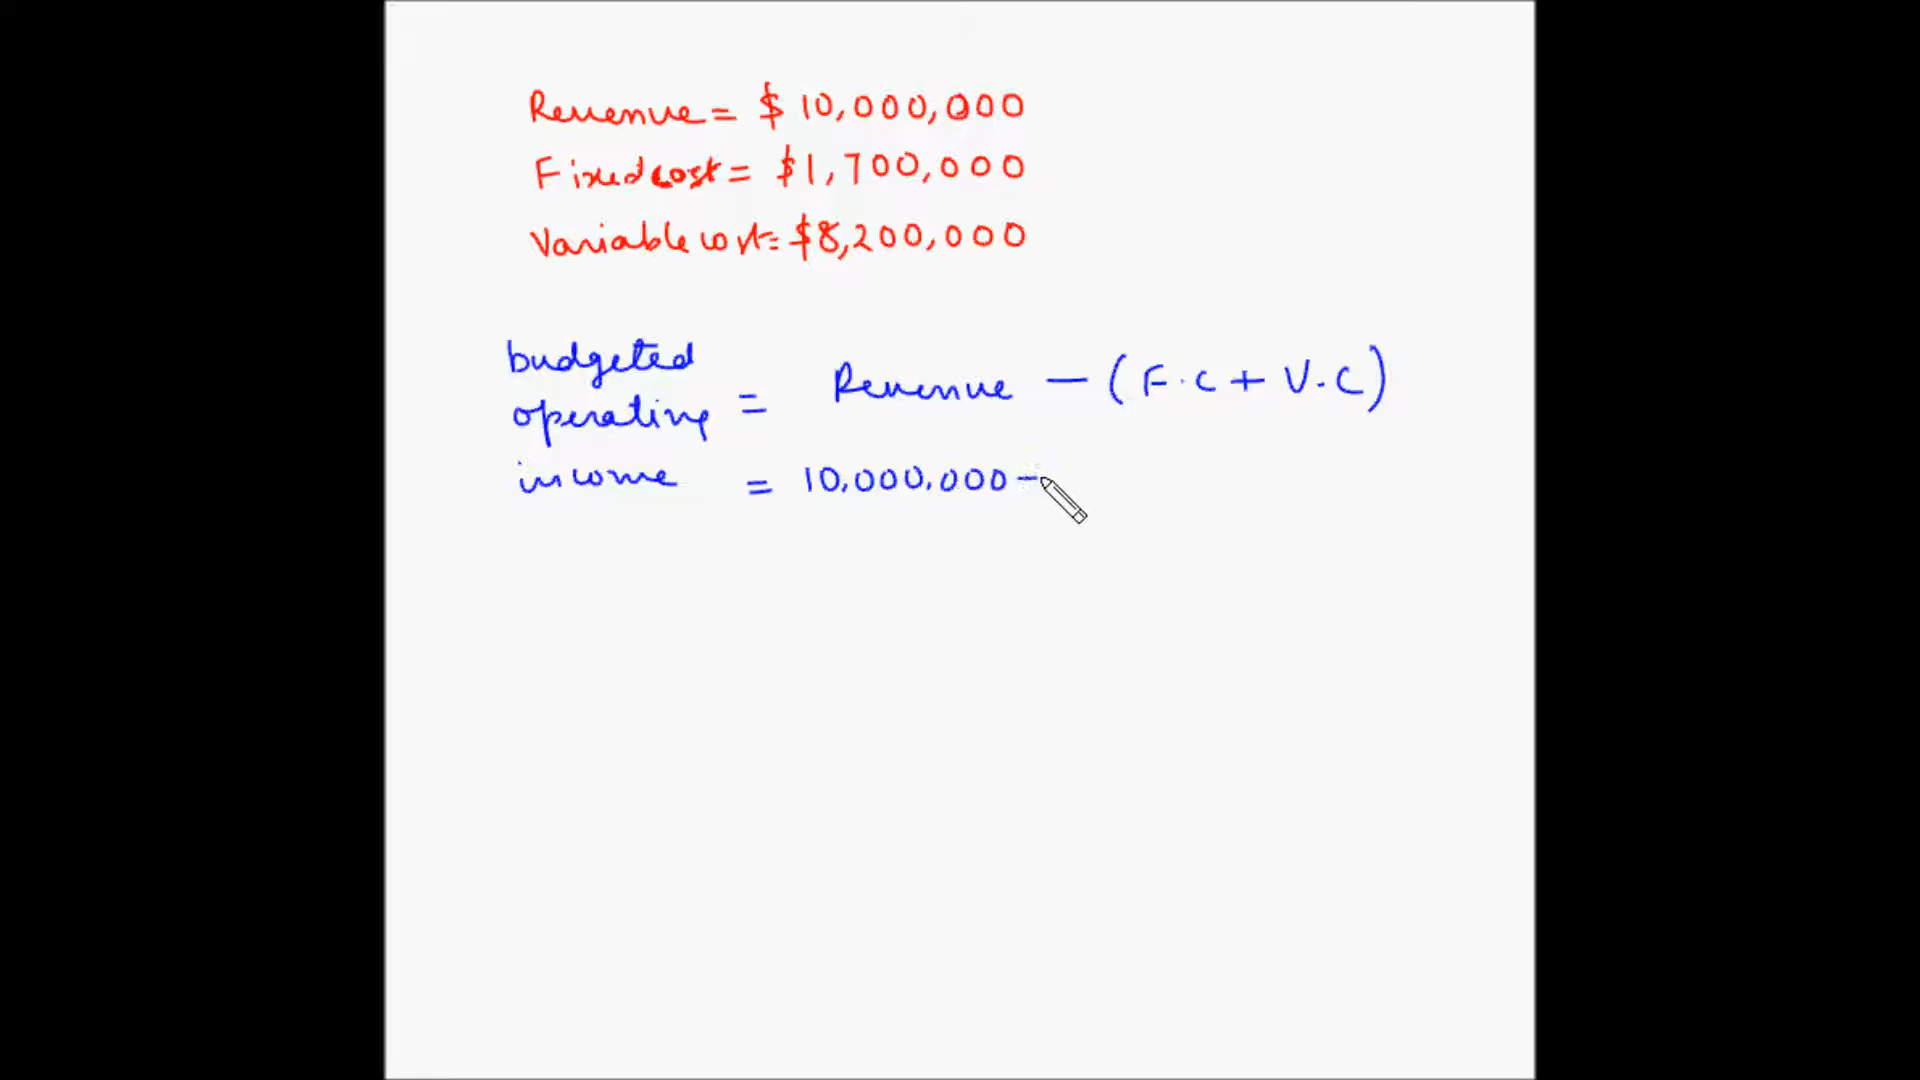 Revenue = $ 10,000,000
Fixed cost = $1,700,000
Variable cost = $8,200,000
budgeted
operating = Revenue - (F.C + V.C)
income = 10,000,000 -